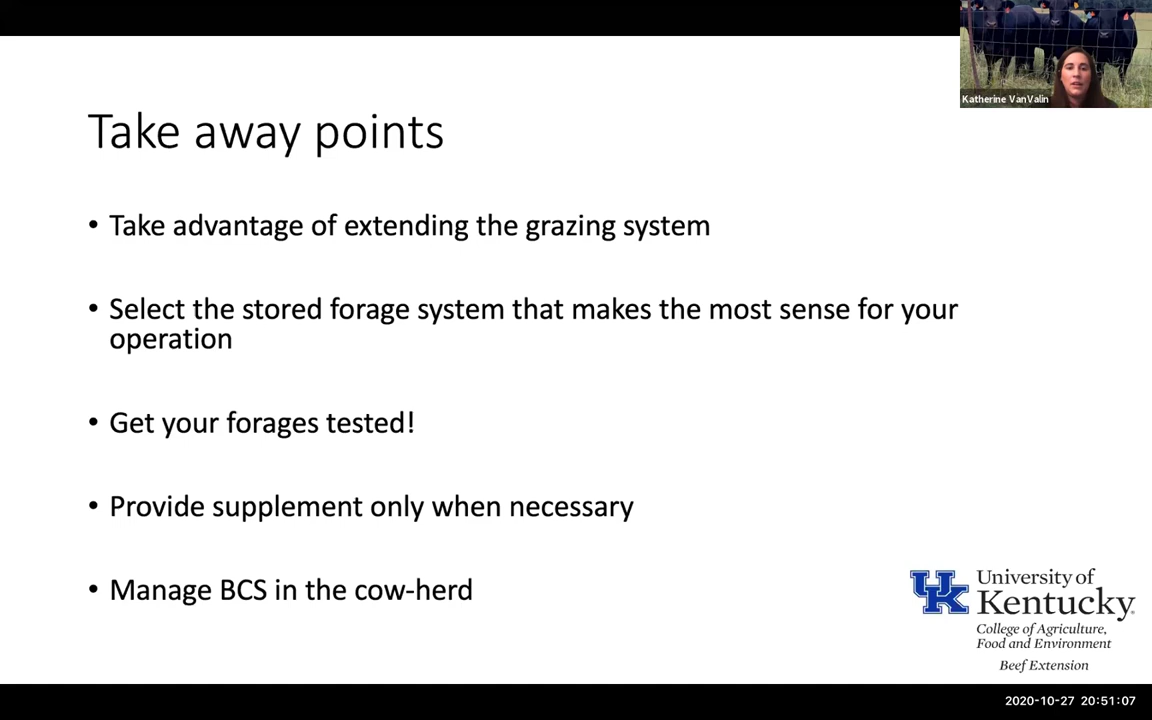 Katherine VanValin
Take away points
• Take advantage of extending the grazing system
• Select the stored forage system that makes the most sense for your
operation
• Get your forages tested!
• Provide supplement only when necessary
• Manage BCS in the cow-herd
UK
University of
Kentucky®
College of Agriculture,
Food and Environment
Beef Extension
2020-10-27 20:51:07